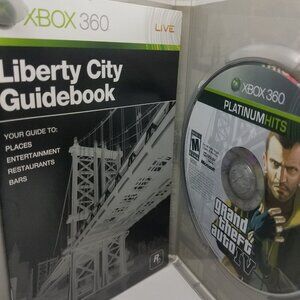 XBOX 360
LIVE
Liberty City
Guidebook
YOUR GUIDE TO:
PLACES
ENTERTAINMENT
RESTAURANTS
BARS
R
XBOX 360
PLATINUM HITS
M
grand
theft
auto
IV